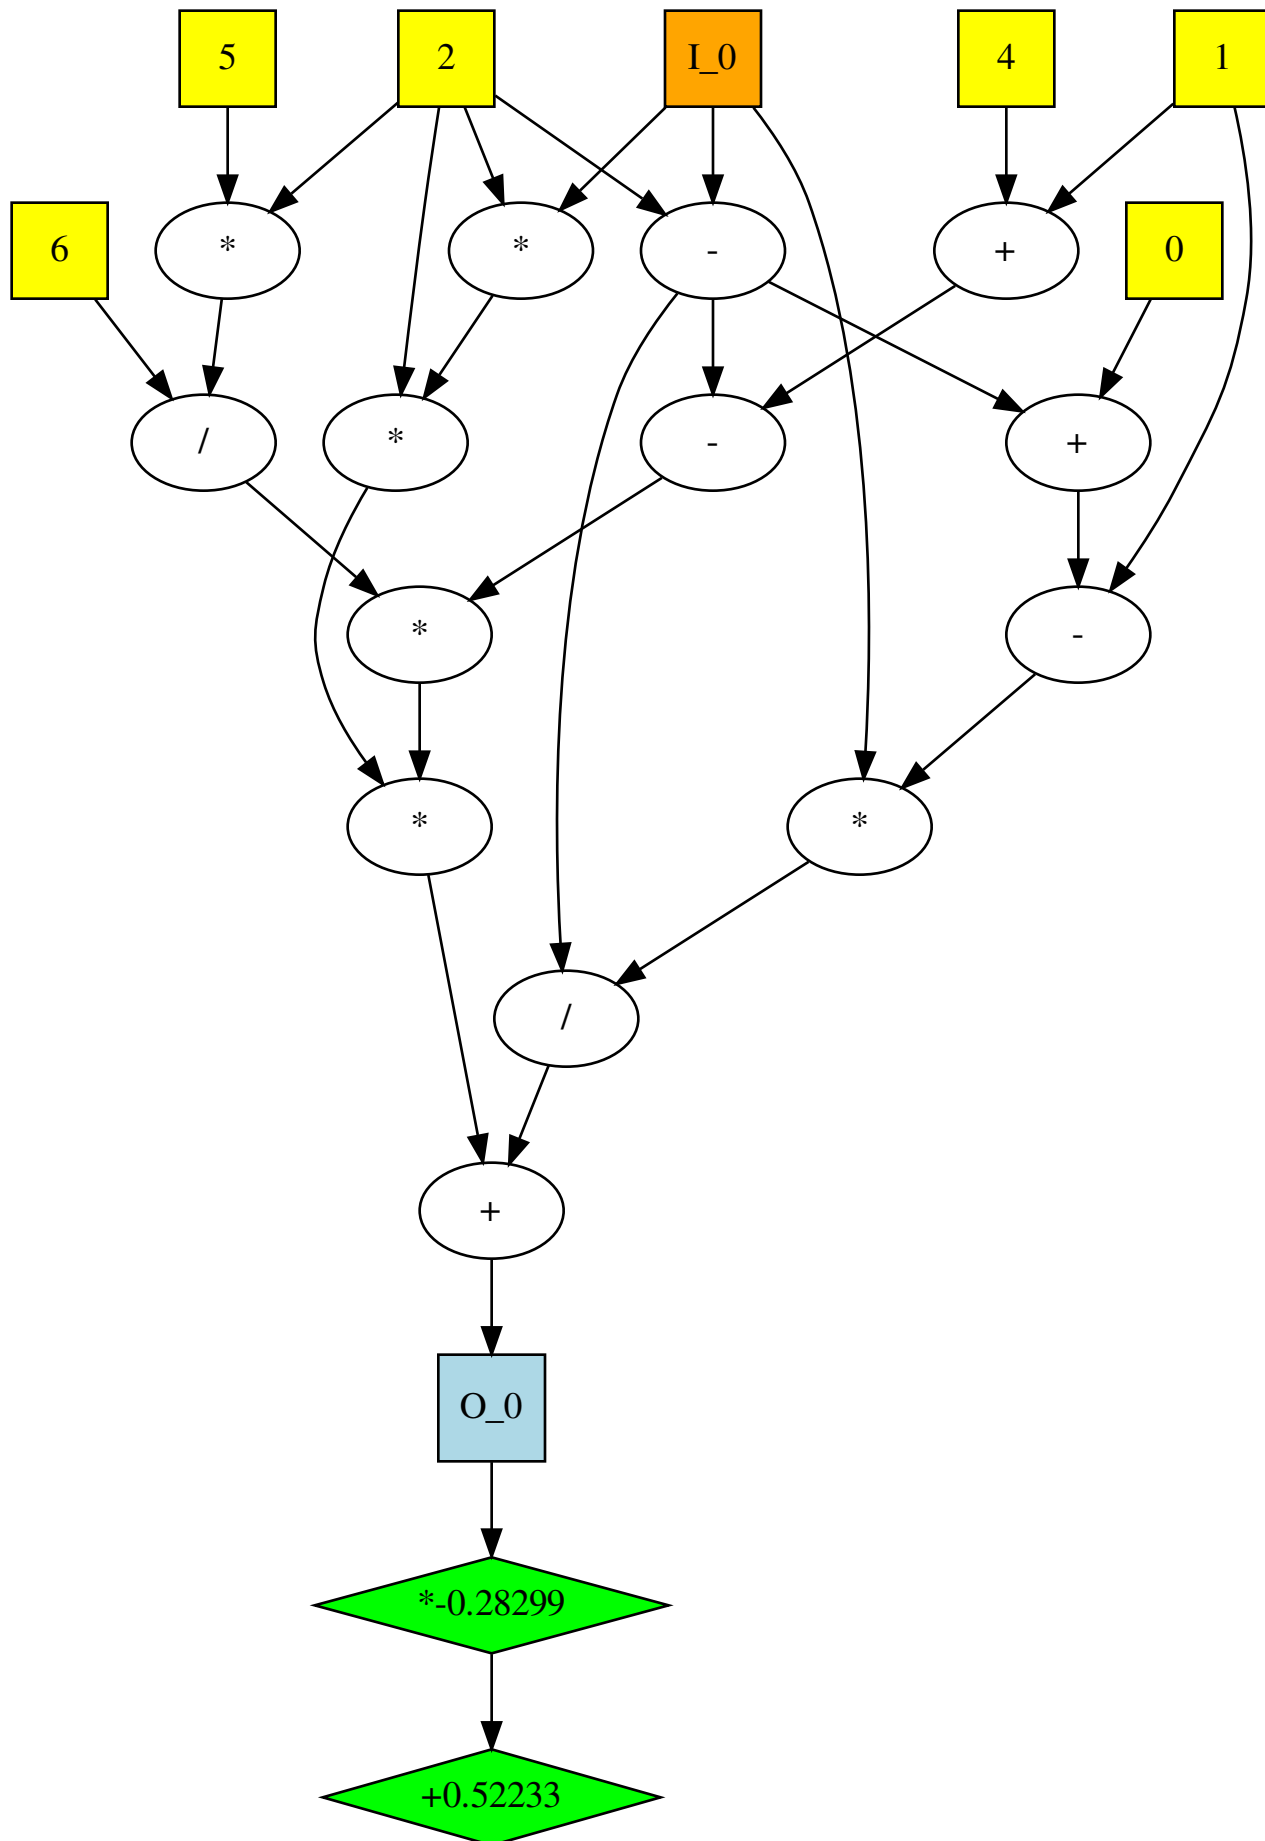 5 2 I_0 4 1
6 * * - + 0
/ * - +
* -
* *
/
+
O_0
*-0.28299
+0.52233